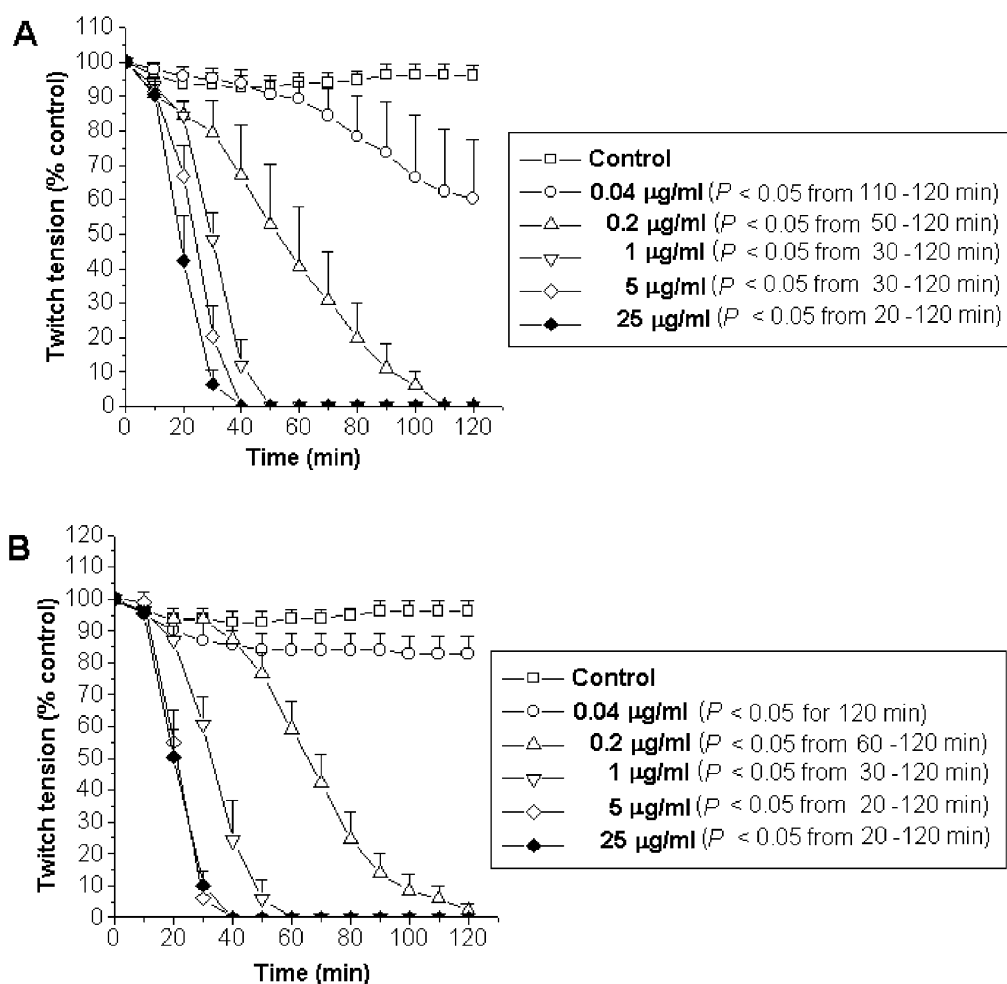 A
Twitch tension (% control)
110
100
90
80
70
60
50
40
30
20
10
0
0 20 40 60 80 100 120
Time (min)
Control
0.04 µg/ml (P < 0.05 from 110 -120 min)
0.2 µg/ml (P < 0.05 from 50 -120 min)
1 µg/ml (P < 0.05 from 30 -120 min)
5 µg/ml (P < 0.05 from 30 -120 min)
25 µg/ml (P < 0.05 from 20 -120 min)
B
Twitch tension (% control)
120
110
100
90
80
70
60
50
40
30
20
10
0
0 20 40 60 80 100 120
Time (min)
Control
0.04 µg/ml (P < 0.05 for 120 min)
0.2 µg/ml (P < 0.05 from 60 -120 min)
1 µg/ml (P < 0.05 from 30 -120 min)
5 µg/ml (P < 0.05 from 20 -120 min)
25 µg/ml (P < 0.05 from 20 -120 min)